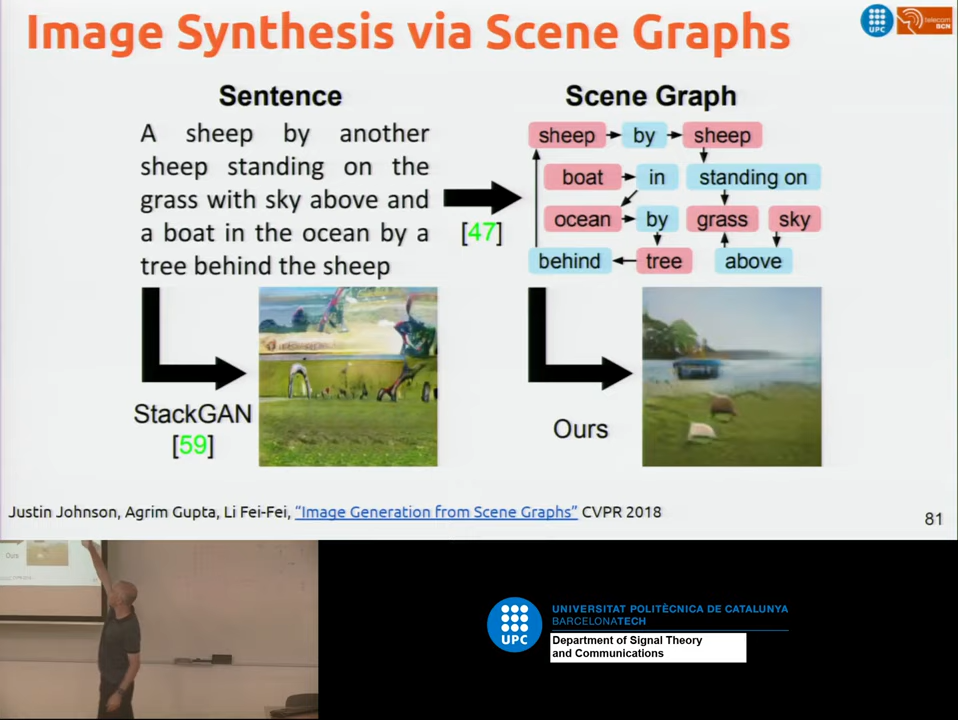 Image Synthesis via Scene Graphs
UPC
telecom
BCN
Sentence
A sheep by another
sheep standing on the
grass with sky above and
a boat in the ocean by a
tree behind the sheep
[47]
Scene Graph
sheep by sheep
boat in standing on
ocean by grass sky
behind tree above
StackGAN
[59]
Ours
Justin Johnson, Agrim Gupta, Li Fei-Fei, “Image Generation from Scene Graphs” CVPR 2018
81
Ours
UPC
UNIVERSITAT POLITÈCNICA DE CATALUNYA
BARCELONATECH
Department of Signal Theory
and Communications